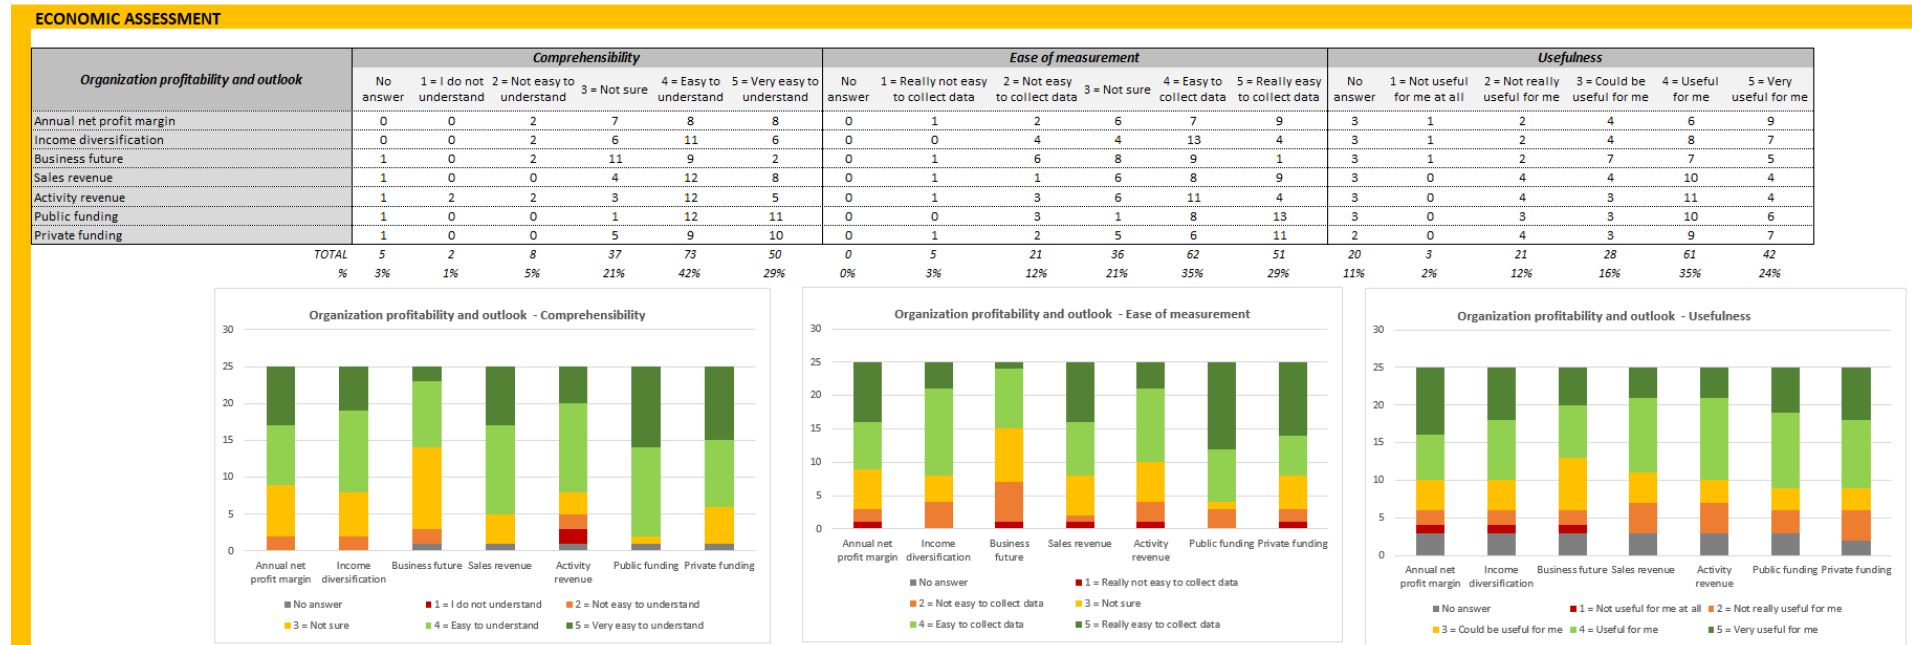 ECONOMIC ASSESSMENT
Organization profitability and outlook
Comprehensibility Ease of measurement Usefulness
No answer 1 = I do not understand 2 = Not easy to understand 3 = Not sure 4 = Easy to understand 5 = Very easy to understand No answer 1 = Really not easy to collect data 2 = Not easy to collect data 3 = Not sure 4 = Easy to collect data 5 = Really easy to collect data No answer 1 = Not useful for me at all 2 = Not really useful for me 3 = Could be useful for me 4 = Useful for me 5 = Very useful for me
Annual net profit margin 0 0 2 7 8 8 0 1 2 6 7 9 3 1 2 4 6 9
Income diversification 0 0 2 6 11 6 0 0 4 4 13 4 3 1 2 4 8 7
Business future 1 0 2 11 9 2 0 1 6 8 9 1 3 1 2 7 7 5
Sales revenue 1 0 0 4 12 8 0 1 1 6 8 9 3 0 4 4 10 4
Activity revenue 1 2 2 3 12 5 0 1 3 6 11 4 3 0 4 3 11 4
Public funding 1 0 0 1 12 11 0 0 3 1 8 13 3 0 3 3 10 6
Private funding 1 0 0 5 9 10 0 1 2 5 6 11 2 0 4 3 9 7
TOTAL 5 2 8 37 73 50 0 5 21 36 62 51 20 3 21 28 61 42
% 3% 1% 5% 21% 42% 29% 0% 3% 12% 21% 35% 29% 11% 2% 12% 16% 35% 24%
Organization profitability and outlook - Comprehensibility
30
25
20
15
10
5
0
Annual net profit margin Income diversification Business future Sales revenue Activity revenue Public funding Private funding
No answer 1 = I do not understand 2 = Not easy to understand
3 = Not sure 4 = Easy to understand 5 = Very easy to understand
Organization profitability and outlook - Ease of measurement
30
25
20
15
10
5
0
Annual net profit margin Income diversification Business future Sales revenue Activity revenue Public funding Private funding
No answer 1 = Really not easy to collect data
2 = Not easy to collect data 3 = Not sure
4 = Easy to collect data 5 = Really easy to collect data
Organization profitability and outlook - Usefulness
30
25
20
15
10
5
0
Annual net profit margin Income diversification Business future Sales revenue Activity revenue Public funding Private funding
No answer 1 = Not useful for me at all 2 = Not really useful for me
3 = Could be useful for me 4 = Useful for me 5 = Very useful for me